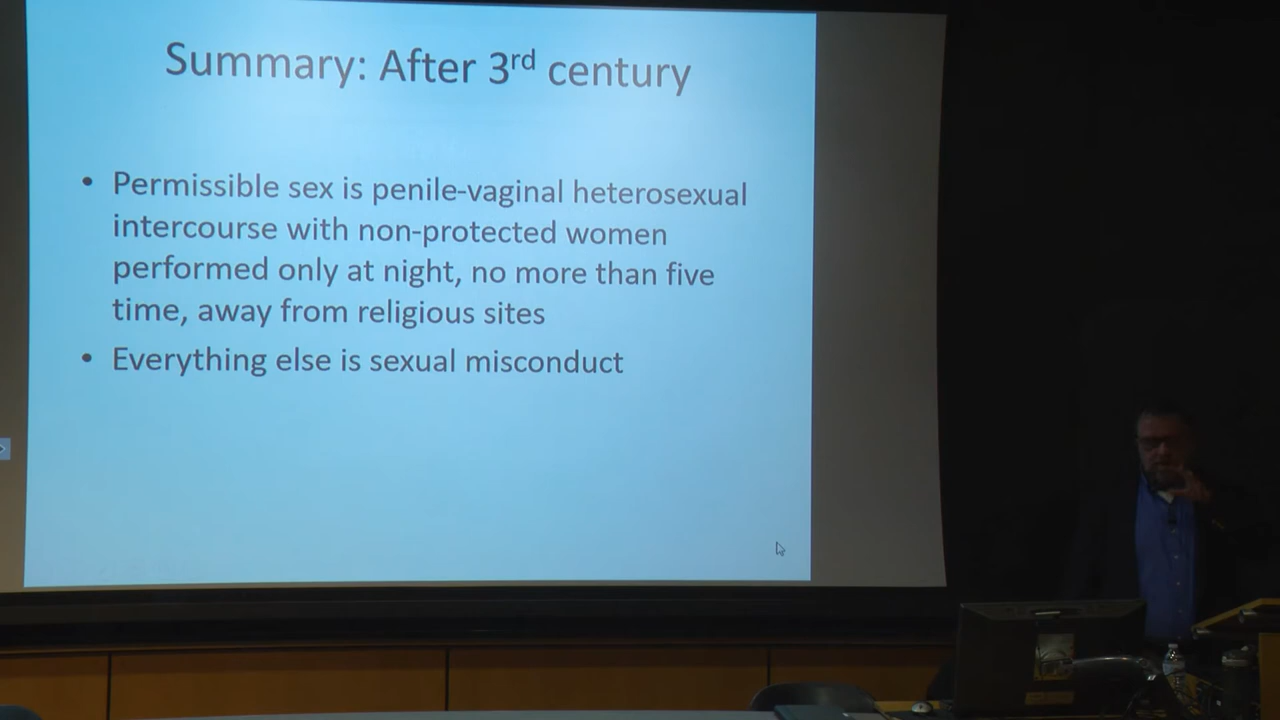 Summary: After 3rd century
• Permissible sex is penile-vaginal heterosexual
intercourse with non-protected women
performed only at night, no more than five
time, away from religious sites
• Everything else is sexual misconduct